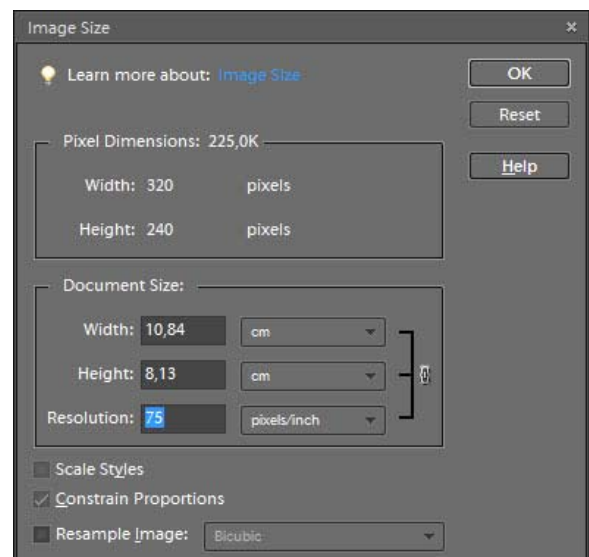 Image Size
Learn more about: Image Size
OK
Reset
Help
Pixel Dimensions: 225,0K
Width: 320 pixels
Height: 240 pixels
Document Size:
Width: 10,84 cm
Height: 8,13 cm
Resolution: 75 pixels/inch
Scale Styles
Constrain Proportions
Resample Image: Bicubic